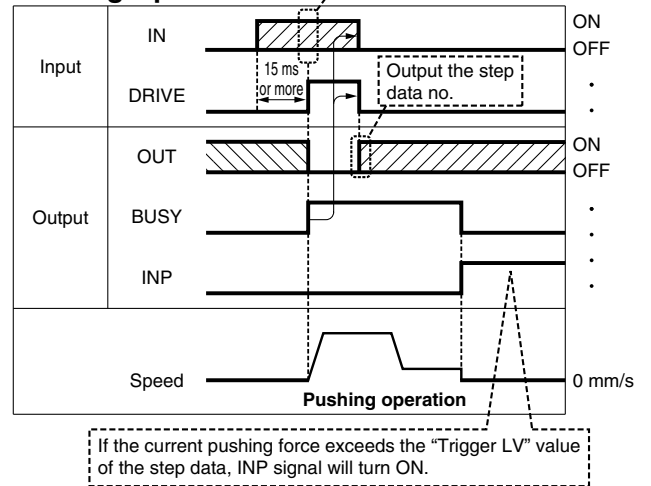 IN
ON
OFF
Input
15 ms
or more
Output the step
data no.
DRIVE
OUT
ON
OFF
Output
BUSY
INP
Speed
0 mm/s
Pushing operation
If the current pushing force exceeds the “Trigger LV” value
of the step data, INP signal will turn ON.